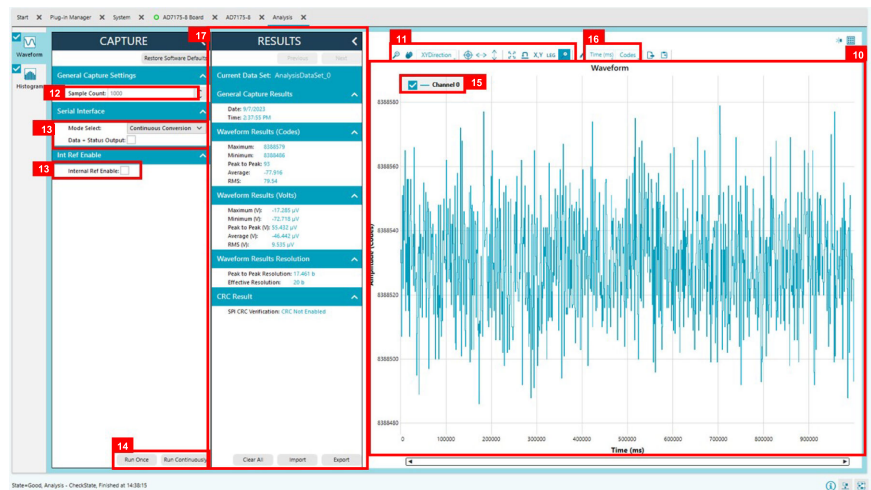 Start X Plug-in Manager X System X AD7175-8 Board X AD7175-8 X Analysis X
Waveform
Histogram
CAPTURE
17
RESULTS
Restore Software Defaults
Previous Next
General Capture Settings
12
Sample Count: 1000
Serial Interface
13
Mode Select: Continuous Conversion
Data + Status Output:
Int Ref Enable
13
Internal Ref Enable:
14
Run Once Run Continuously
Current Data Set: AnalysisDataSet_0
General Capture Results
Date: 9/7/2023
Time: 2:37:55 PM
Waveform Results (Codes)
Maximum: 8388579
Minimum: 8388486
Peak to Peak: 93
Average: -77.916
RMS: 79.54
Waveform Results (Volts)
Maximum (V): -17.285 µV
Minimum (V): -72.718 µV
Peak to Peak (V): 55.432 µV
Average (V): -46.442 µV
RMS (V): 9.535 µV
Waveform Results Resolution
Peak to Peak Resolution: 17.461 b
Effective Resolution: 20 b
CRC Result
SPI CRC Verification: CRC Not Enabled
Clear All Import Export
11
16
10
XYDirection X,Y LEG Time (ms) Codes
Waveform
15
Channel 0
Amplitude (Codes)
8388580
8388560
8388540
8388520
8388500
8388480
0 100000 200000 300000 400000 500000 600000 700000 800000 900000
Time (ms)
State=Good, Analysis - CheckState, Finished at 14:38:15